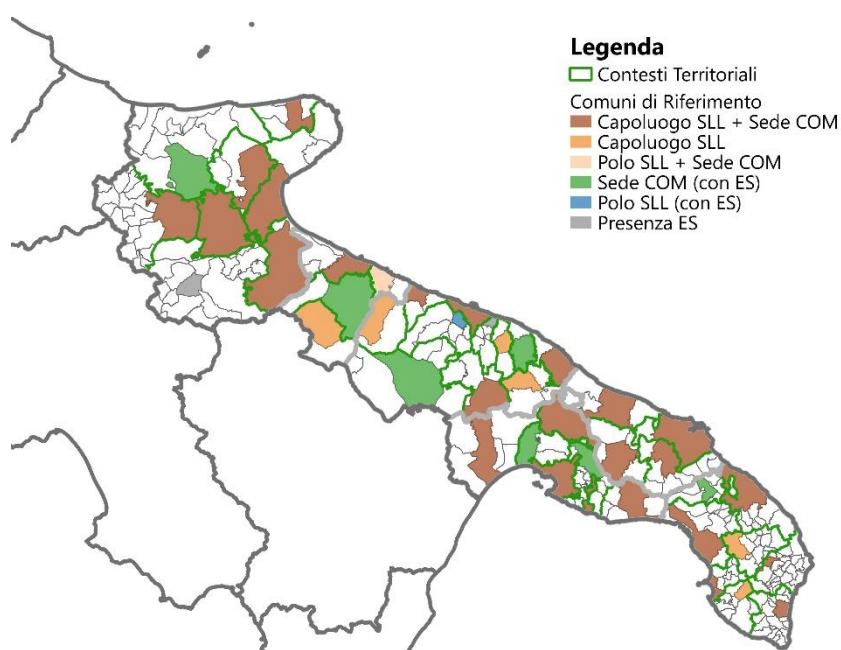 Legenda
Contesti Territoriali
Comuni di Riferimento
Capoluogo SLL + Sede COM
Capoluogo SLL
Polo SLL + Sede COM
Sede COM (con ES)
Polo SLL (con ES)
Presenza ES